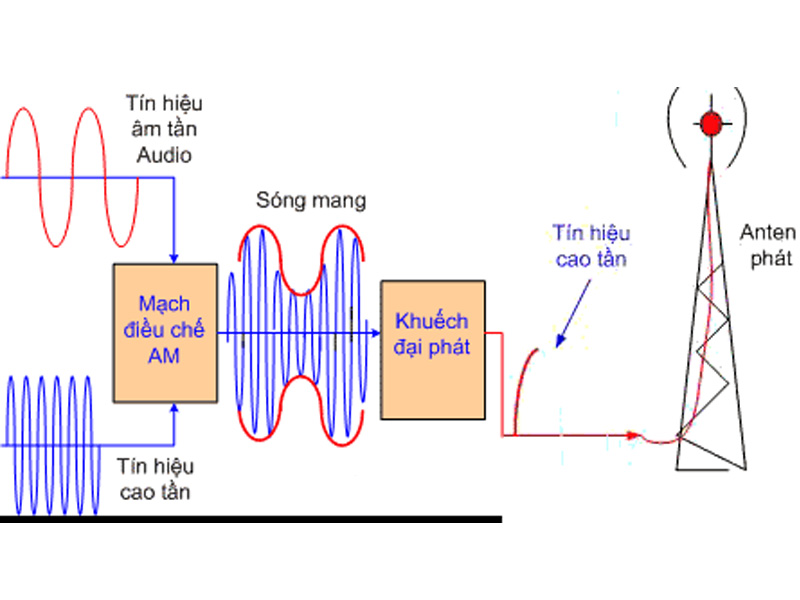 Tín hiệu
âm tần
Audio
Sóng mang
Mạch
điều chế
AM
Khuếch
đại phát
Tín hiệu
cao tần
Anten
phát
Tín hiệu
cao tần